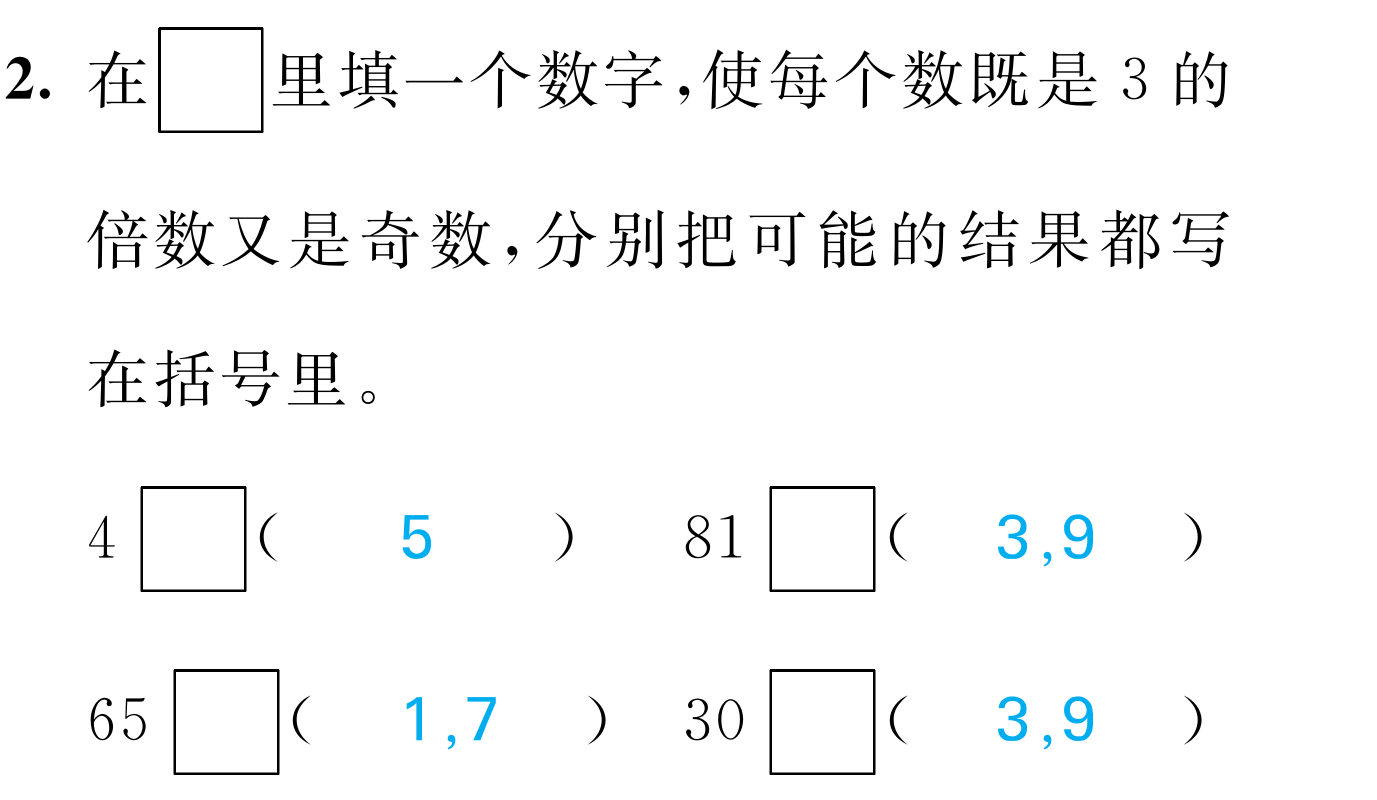 2. 在□里填一个数字,使每个数既是 3 的
倍数又是奇数,分别把可能的结果都写
在括号里。
4 □( 5 ) 81 □( 3,9 )
65 □( 1,7 ) 30 □( 3,9 )